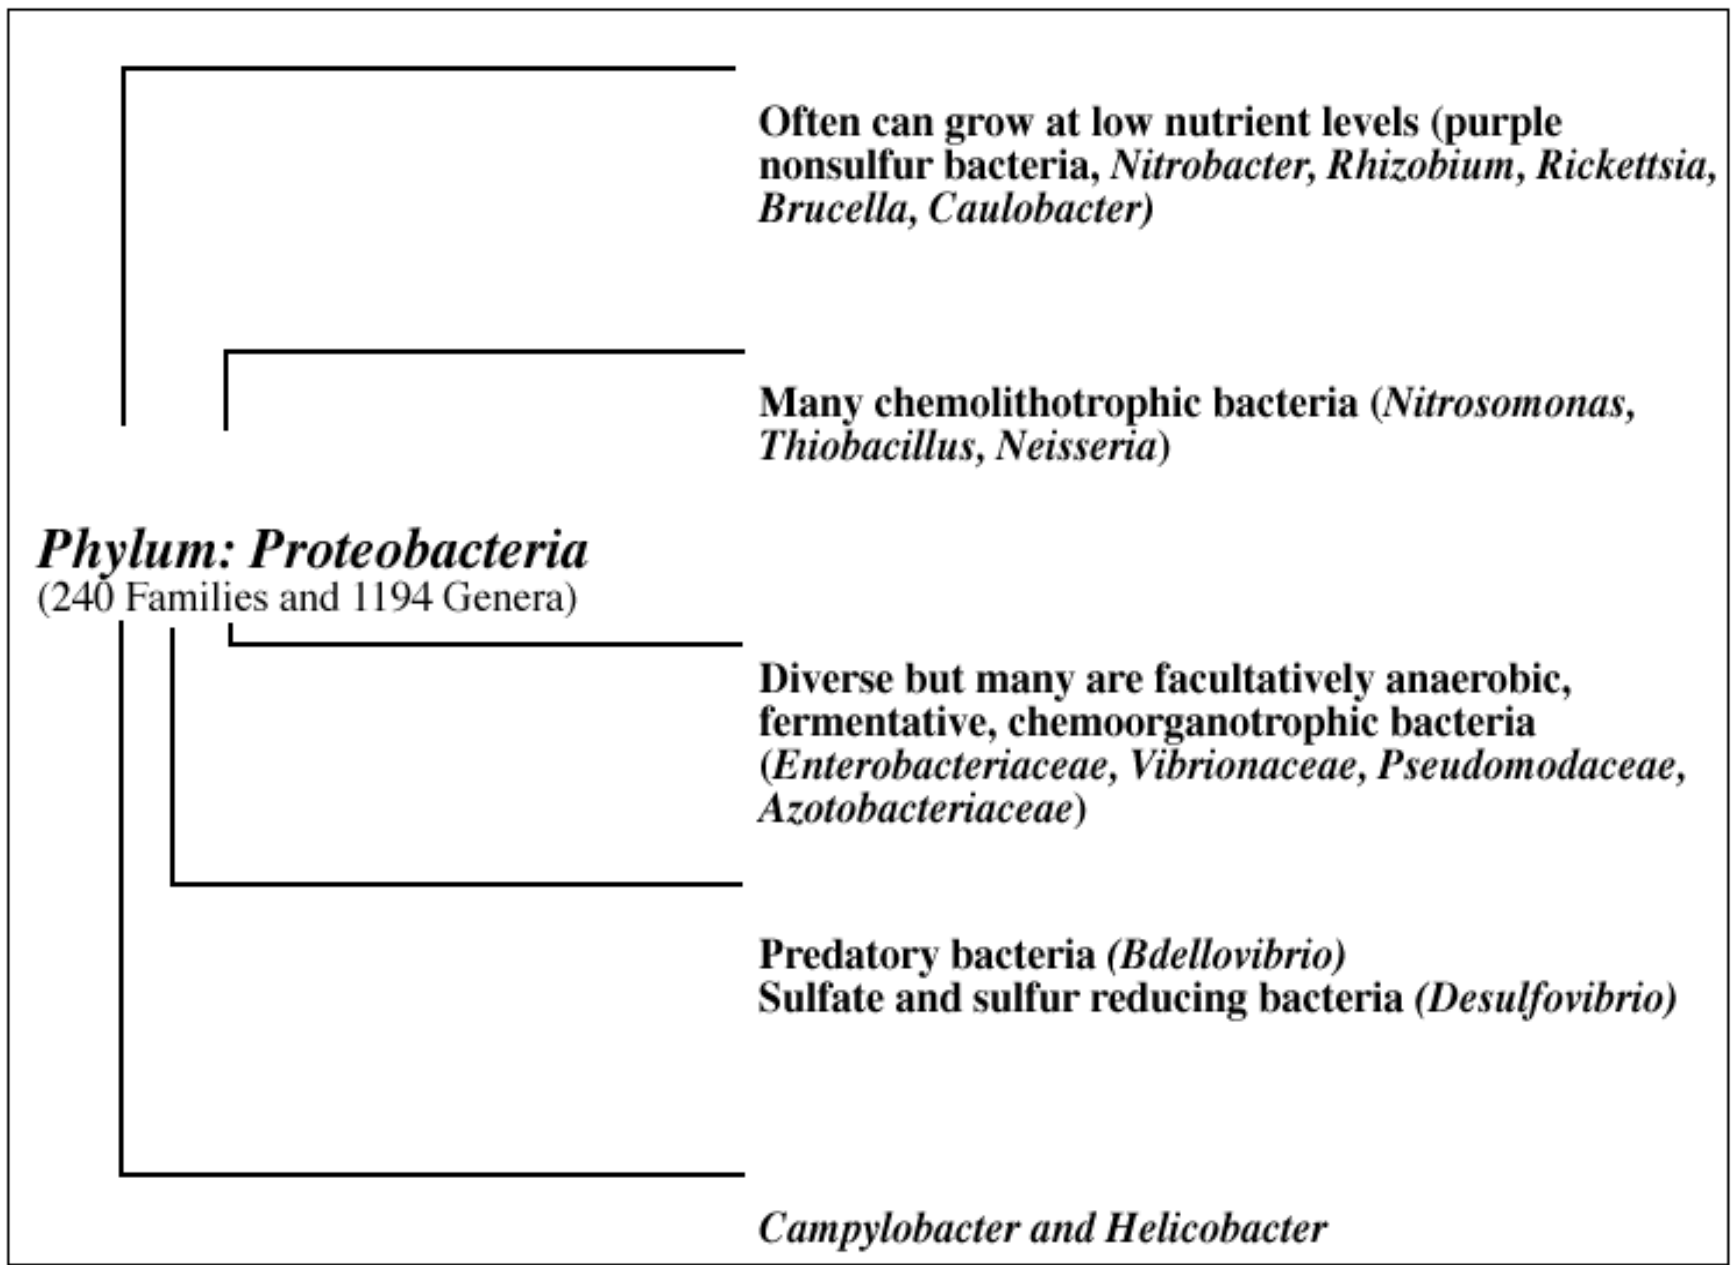 Often can grow at low nutrient levels (purple
nonsulfur bacteria, Nitrobacter, Rhizobium, Rickettsia,
Brucella, Caulobacter)
Many chemolithotrophic bacteria (Nitrosomonas,
Thiobacillus, Neisseria)
Phylum: Proteobacteria
(240 Families and 1194 Genera)
Diverse but many are facultatively anaerobic,
fermentative, chemoorganotrophic bacteria
(Enterobacteriaceae, Vibrionaceae, Pseudomodaceae,
Azotobacteriaceae)
Predatory bacteria (Bdellovibrio)
Sulfate and sulfur reducing bacteria (Desulfovibrio)
Campylobacter and Helicobacter